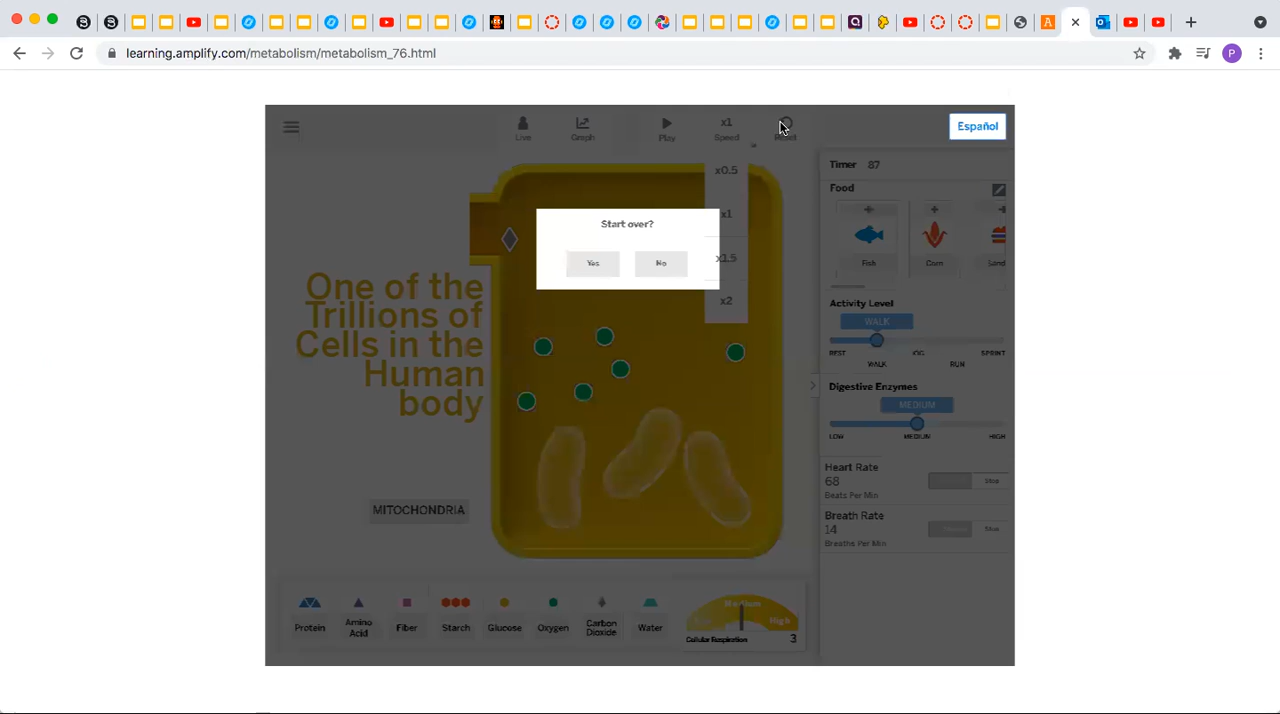 learning.amplify.com/metabolism/metabolism_76.html
P
Live
Graph
Play
x1
Speed
Reset
Español
x0.5
x1
x1.5
x2
Start over?
Yes
No
One of the
Trillions of
Cells in the
Human
body
MITOCHONDRIA
Timer 87
Food
Fish
Corn
Activity Level
WALK
REST
JOG
SPRINT
WALK
RUN
Digestive Enzymes
MEDIUM
LOW
MEDIUM
HIGH
Heart Rate
68
Beats Per Min
Stop
Breath Rate
14
Breaths Per Min
Stop
Protein
Amino
Acid
Fiber
Starch
Glucose
Oxygen
Carbon
Dioxide
Water
Medium
High
Cellular Respiration
3